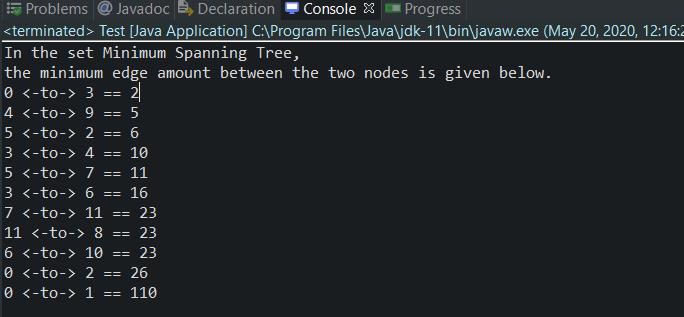 Problems @ Javadoc Declaration Console Progress
<terminated> Test [Java Application] C:\Program Files\Java\jdk-11\bin\javaw.exe (May 20, 2020, 12:16:2
In the set Minimum Spanning Tree,
the minimum edge amount between the two nodes is given below.
0 <-to-> 3 == 2
4 <-to-> 9 == 5
5 <-to-> 2 == 6
3 <-to-> 4 == 10
5 <-to-> 7 == 11
3 <-to-> 6 == 16
7 <-to-> 11 == 23
11 <-to-> 8 == 23
6 <-to-> 10 == 23
0 <-to-> 2 == 26
0 <-to-> 1 == 110